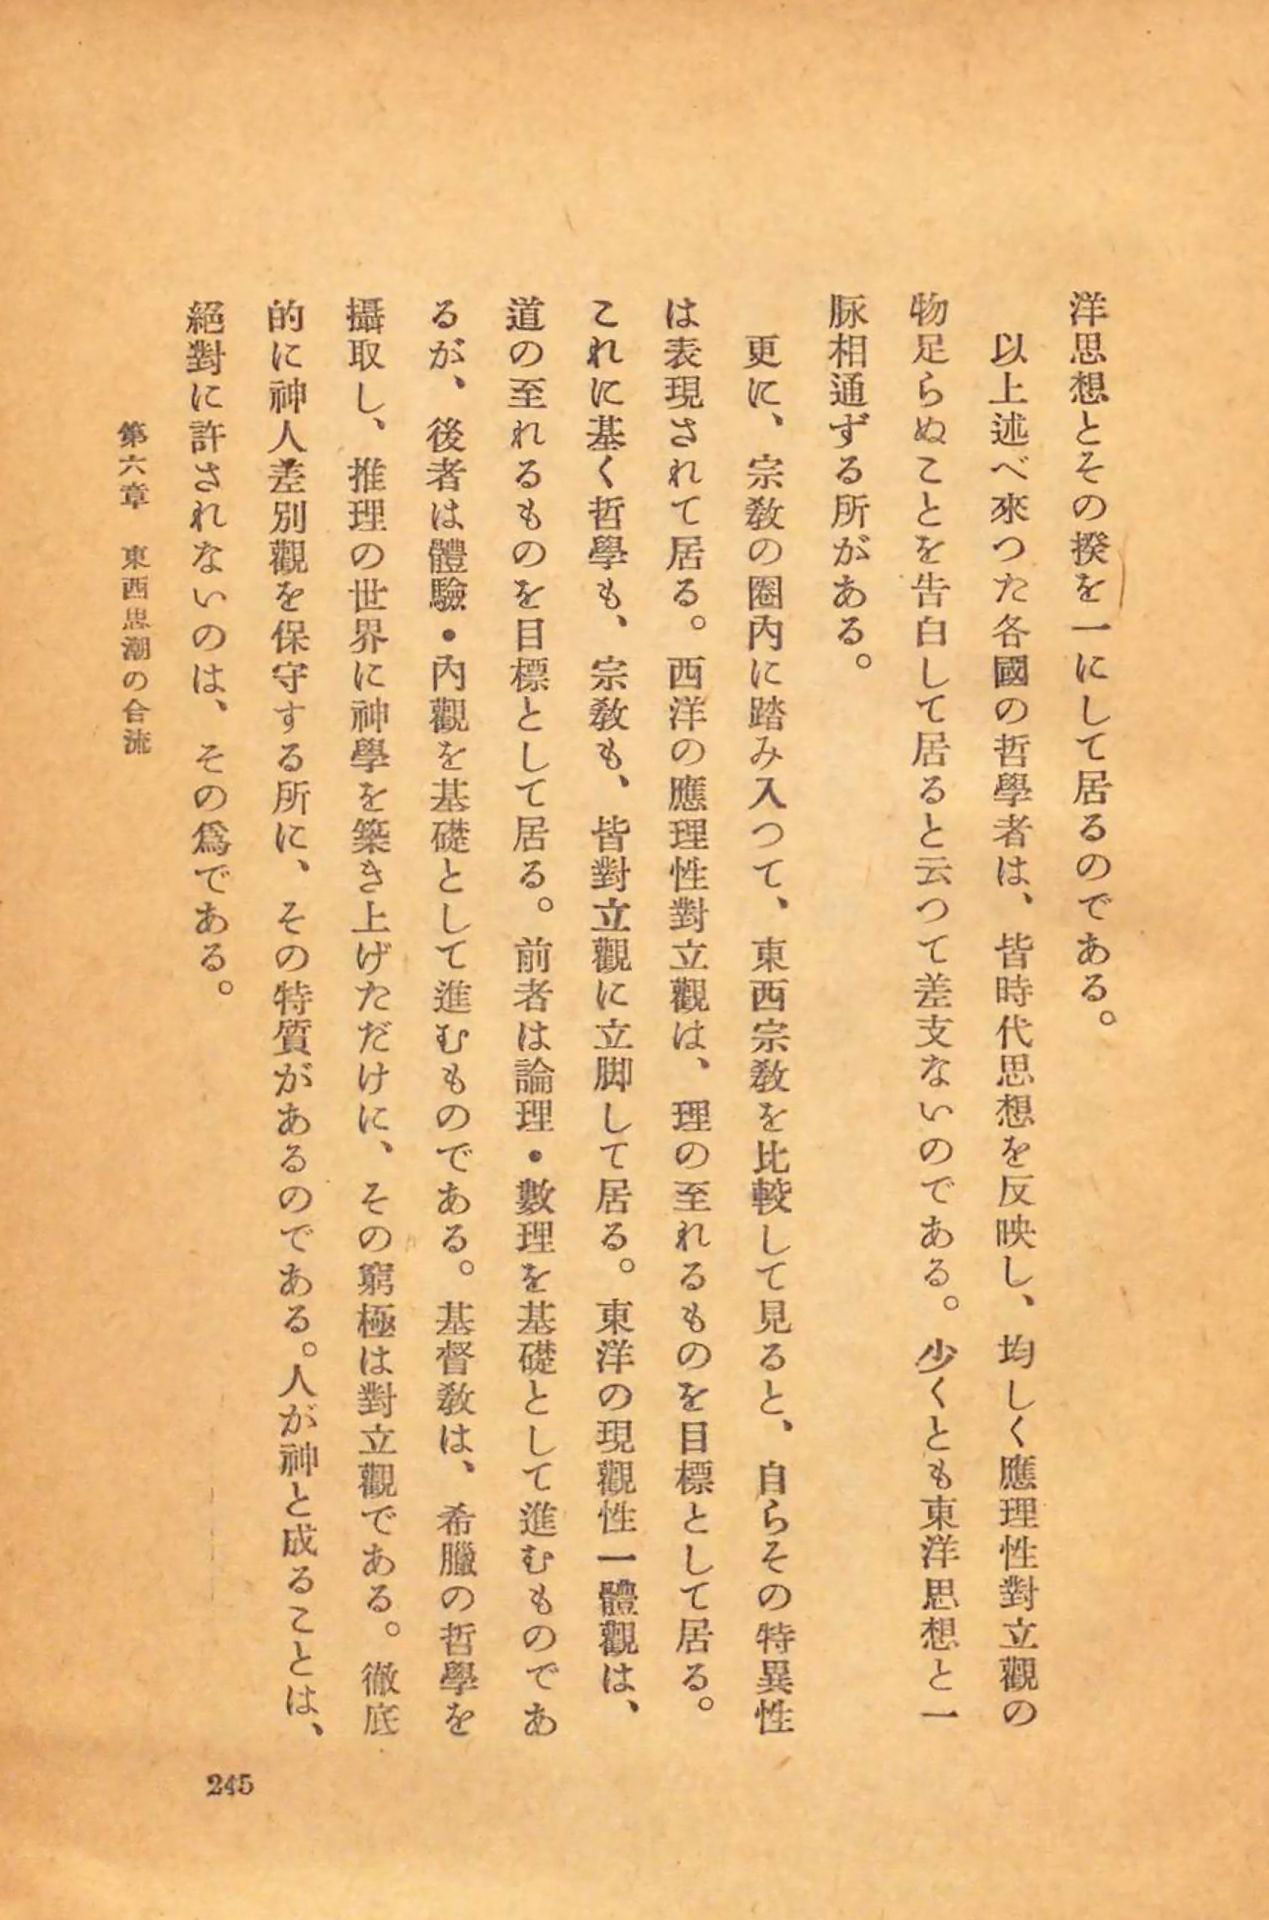 洋思想とその揆を一にして居るのである。
以上述べ來つた各國の哲學者は、皆時代思想を反映し、均しく應理性對立觀の
物足らぬことを告白して居ると云つて差支ないのである。少くとも東洋思想と一
脈相通ずる所がある。
更に、宗敎の圈內に踏み入つて、東西宗敎を比較して見ると、自らその特異性
は表現されて居る。西洋の應理性對立觀は、理の至れるものを目標として居る。
これに基く哲學も、宗敎も、皆對立觀に立脚して居る。東洋の現觀性一體觀は、
道の至れるものを目標として居る。前者は論理・數理を基礎として進むものであ
るが、後者は體驗・內觀を基礎として進むものである。基督敎は、希臘の哲學を
攝取し、推理の世界に神學を築き上げただけに、その窮極は對立觀である。徹底
的に神人差別觀を保守する所に、その特質があるのである。人が神と成ることは、
絕對に許されないのは、その爲である。
第六章　東西思潮の合流
245